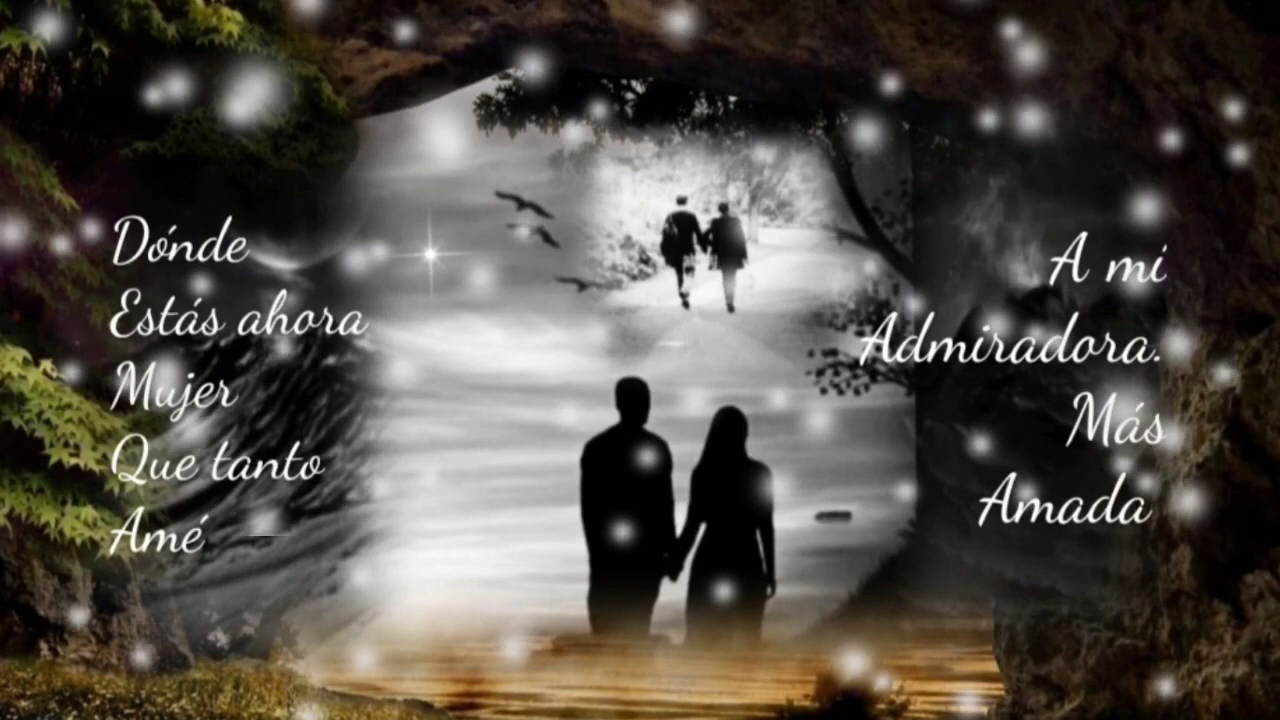 Dónde
Estás ahora
Mujer
Que tanto
Amé
A mi
Admiradora.
Más
Amada